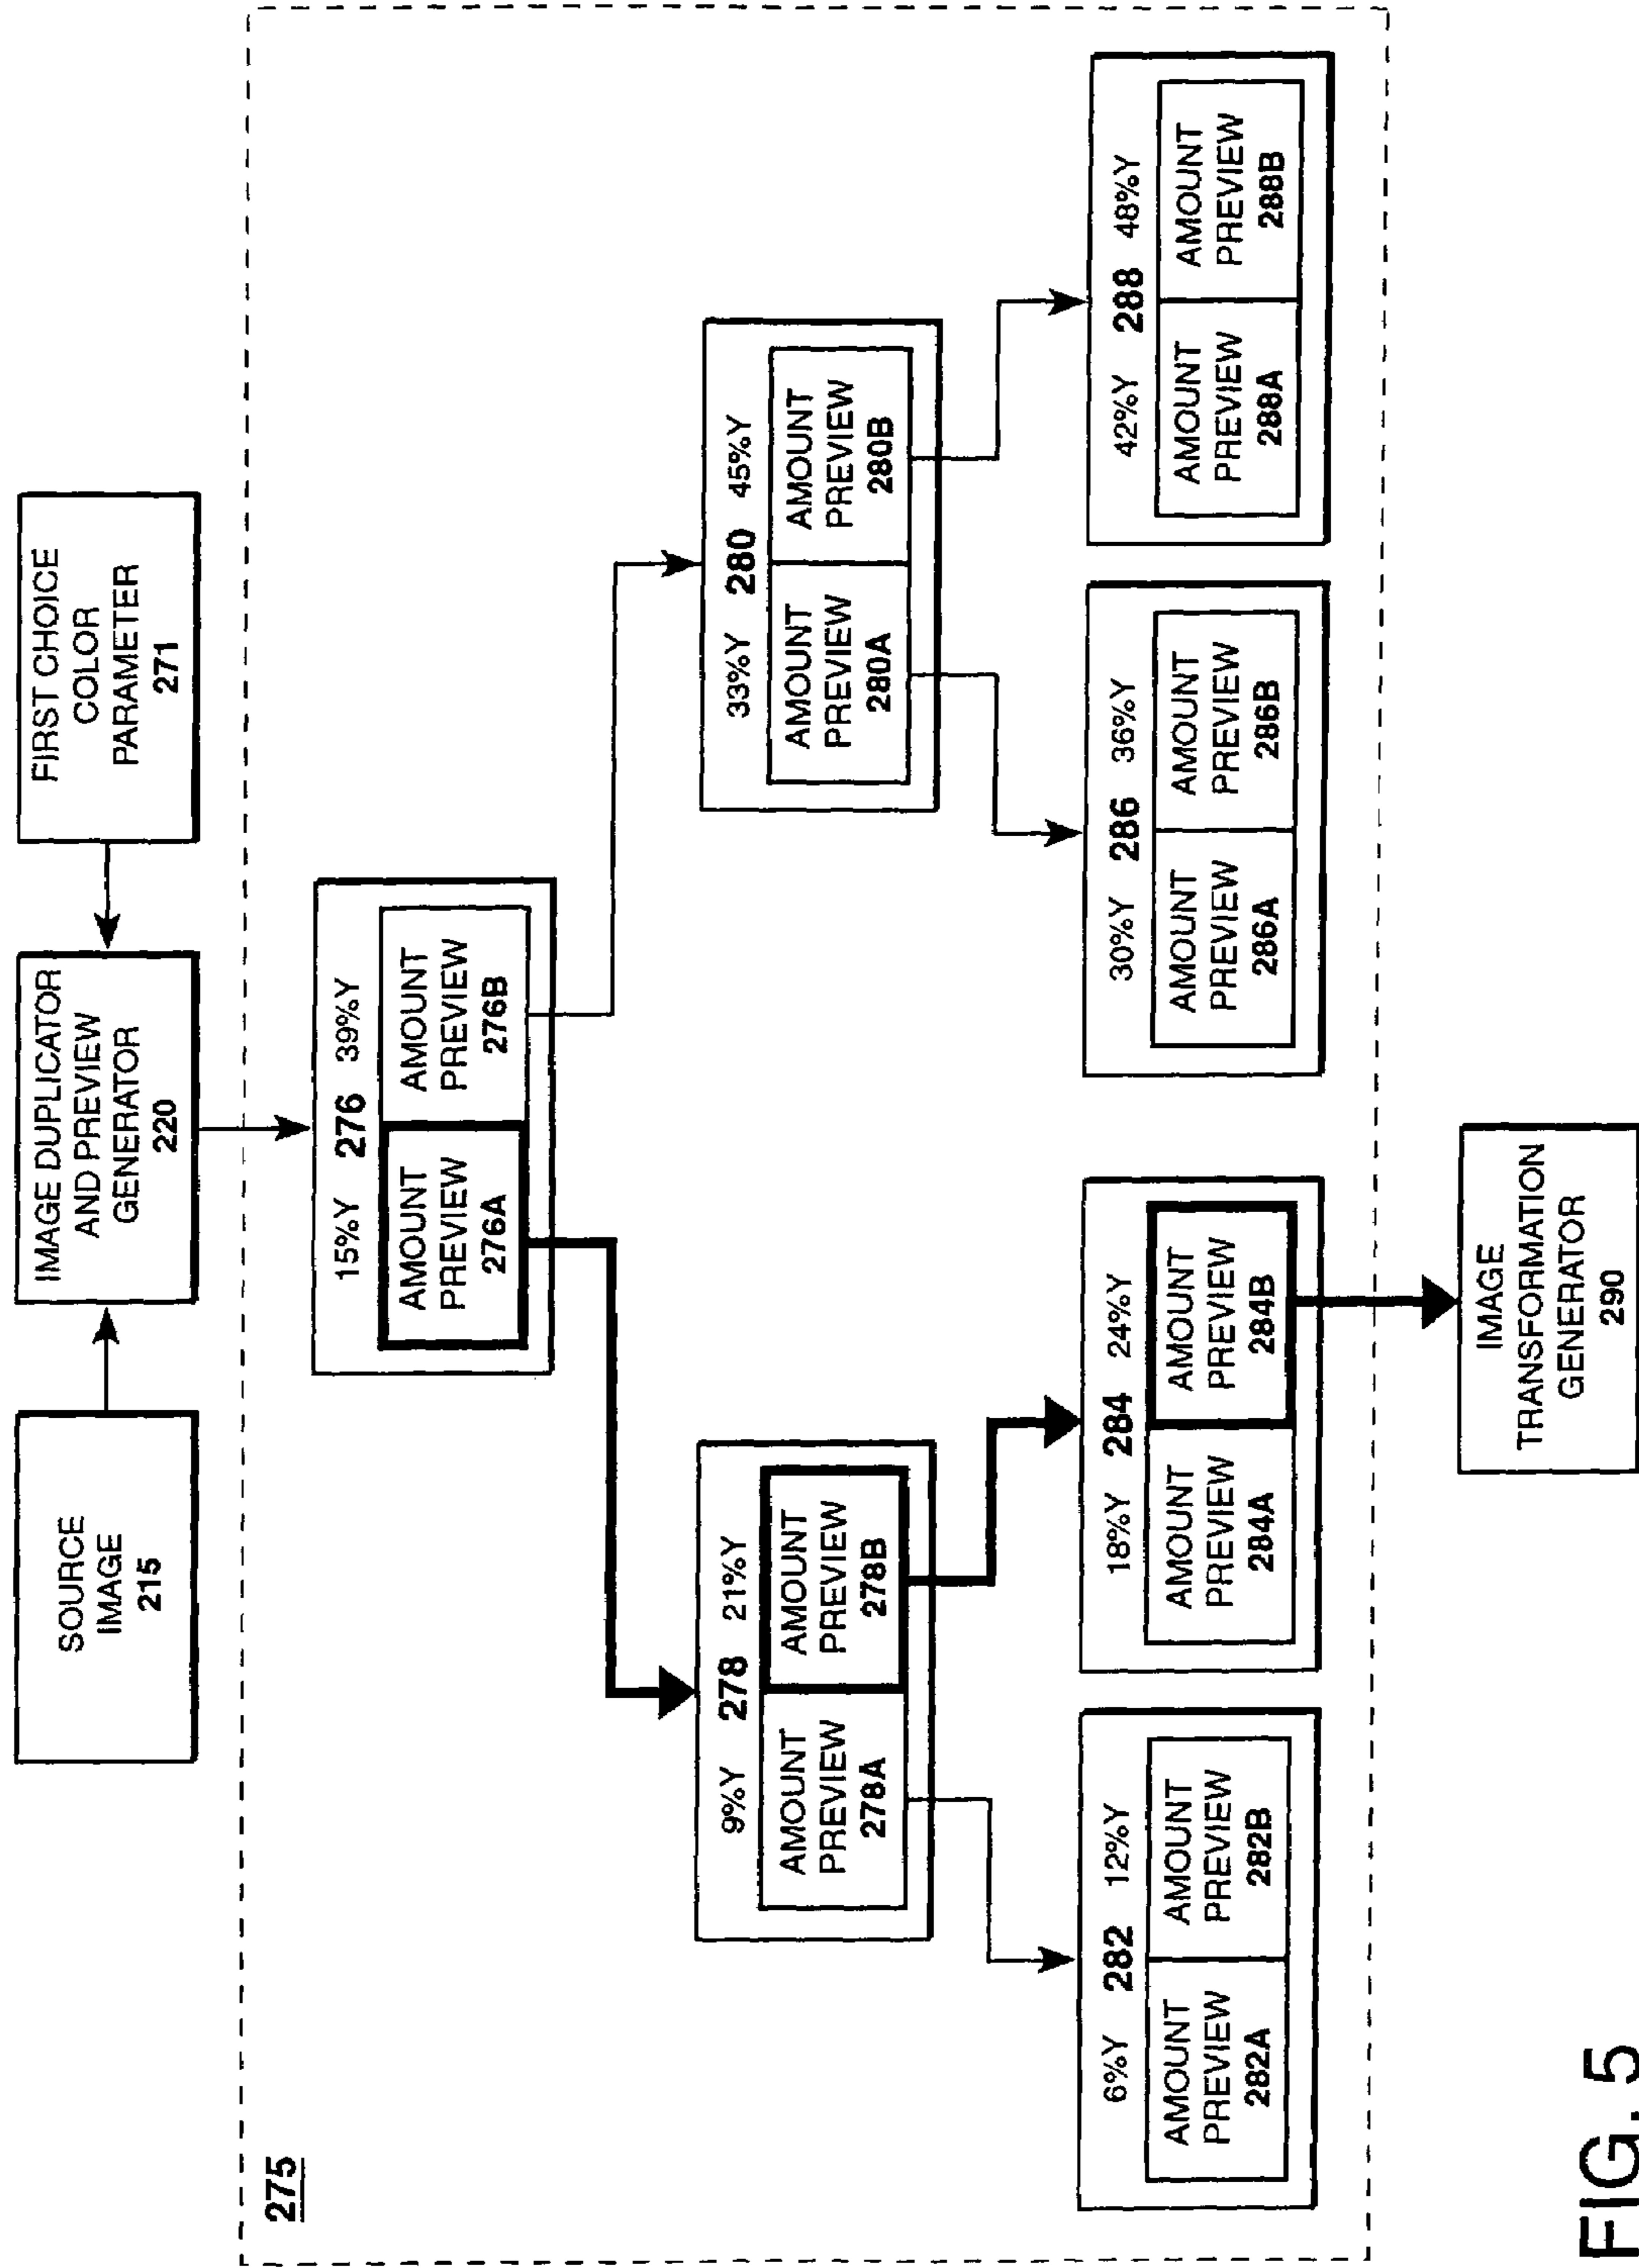 SOURCE
IMAGE
215
IMAGE DUPLICATOR
AND PREVIEW
GENERATOR
220
FIRST CHOICE
COLOR
PARAMETER
271
275
15%Y 276 39%Y
AMOUNT
PREVIEW
276A
AMOUNT
PREVIEW
276B
9%Y 278 21%Y
AMOUNT
PREVIEW
278A
AMOUNT
PREVIEW
278B
33%Y 280 45%Y
AMOUNT
PREVIEW
280A
AMOUNT
PREVIEW
280B
6%Y 282 12%Y
AMOUNT
PREVIEW
282A
AMOUNT
PREVIEW
282B
18%Y 284 24%Y
AMOUNT
PREVIEW
284A
AMOUNT
PREVIEW
284B
30%Y 286 36%Y
AMOUNT
PREVIEW
286A
AMOUNT
PREVIEW
286B
42%Y 288 48%Y
AMOUNT
PREVIEW
288A
AMOUNT
PREVIEW
288B
IMAGE
TRANSFORMATION
GENERATOR
290
FIG. 5